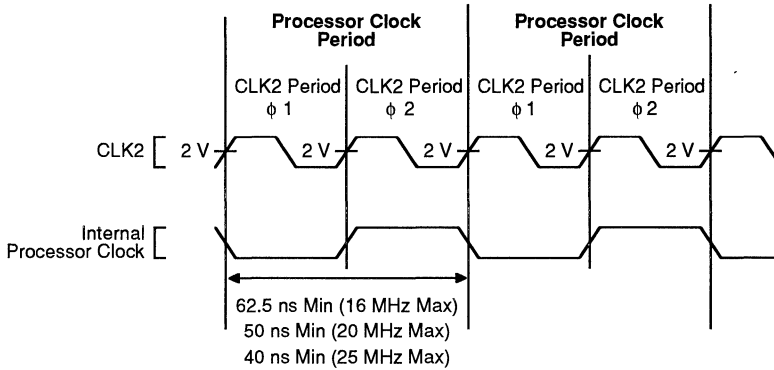 Processor Clock
Period
Processor Clock
Period
CLK2 Period
ϕ 1
CLK2 Period
ϕ 2
CLK2 Period
ϕ 1
CLK2 Period
ϕ 2
CLK2
2 V
2 V
2 V
2 V
2 V
Internal
Processor Clock
62.5 ns Min (16 MHz Max)
50 ns Min (20 MHz Max)
40 ns Min (25 MHz Max)